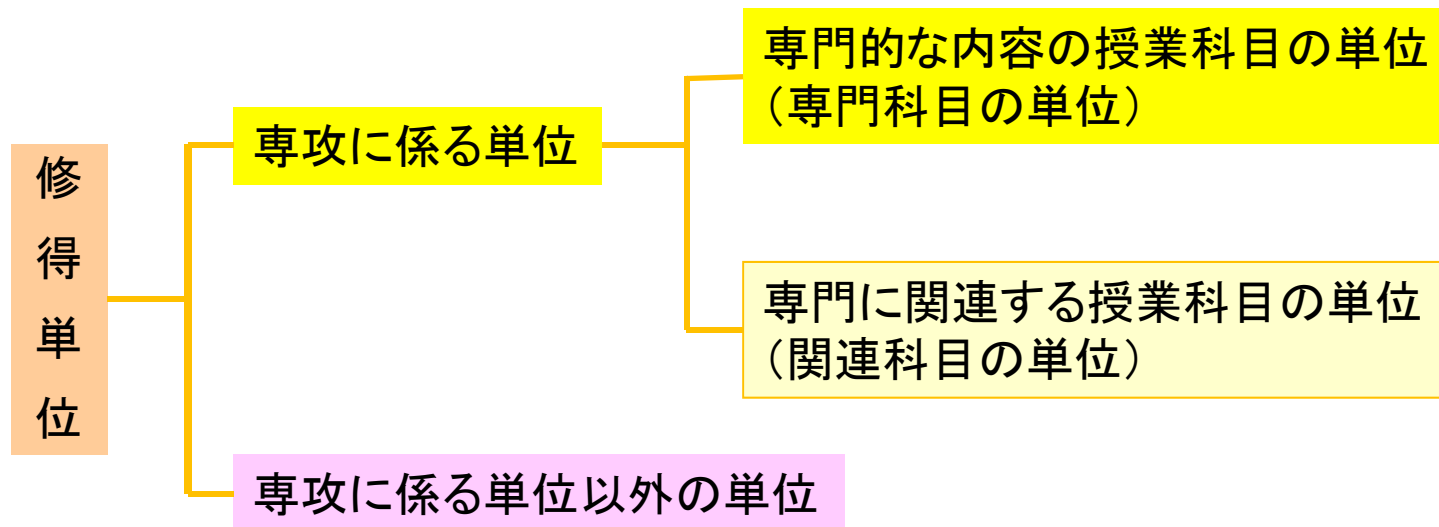 修得単位
専攻に係る単位
専門的な内容の授業科目の単位
（専門科目の単位）
専門に関連する授業科目の単位
（関連科目の単位）
専攻に係る単位以外の単位